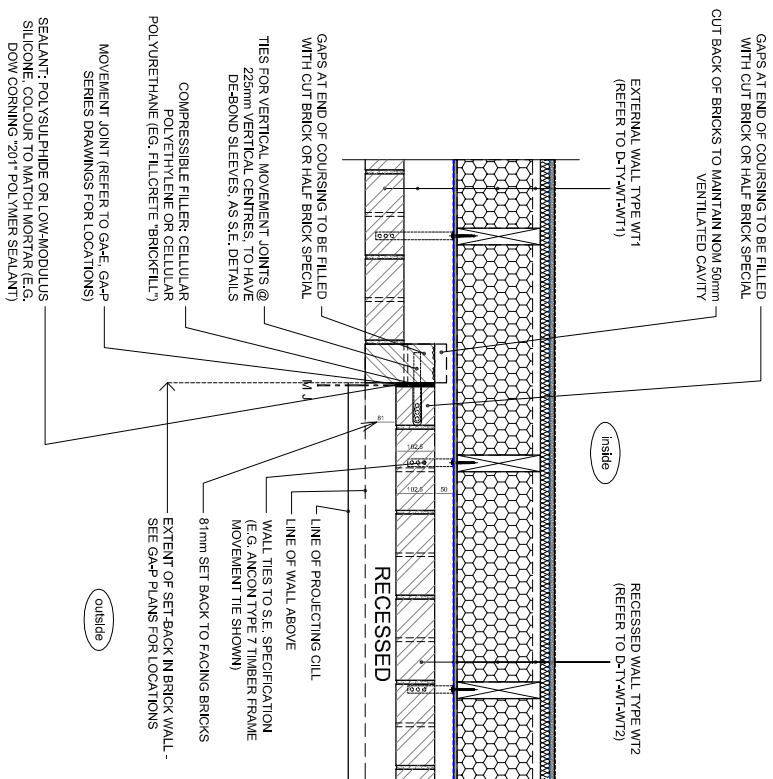 GAPS AT END OF COURSING TO BE FILLED
WITH CUT BRICK OR HALF BRICK SPECIAL
CUT BACK OF BRICKS TO MAINTAIN NOM 50mm
VENTILATED CAVITY
EXTERNAL WALL TYPE WT1
(REFER TO D-TY-WT-WT1)
GAPS AT END OF COURSING TO BE FILLED
WITH CUT BRICK OR HALF BRICK SPECIAL
TIES FOR VERTICAL MOVEMENT JOINTS @
225mm VERTICAL CENTRES, TO HAVE
DE-BOND SLEEVES, AS S.E. DETAILS
COMPRESSIBLE FILLER: CELLULAR
POLYETHYLENE OR CELLULAR
POLYURETHANE (EG. FILLCRETE "BRICKFILL")
MOVEMENT JOINT (REFER TO GA-E, GA-P
SERIES DRAWINGS FOR LOCATIONS)
SEALANT: POLYSULPHIDE OR LOW-MODULUS
SILICONE, COLOUR TO MATCH MORTAR (E.G.
DOW CORNING "201" POLYMER SEALANT)
inside
MJ
81
102.5
102.5
50
RECESSED WALL TYPE WT2
(REFER TO D-TY-WT-WT2)
RECESSED
LINE OF PROJECTING CILL
LINE OF WALL ABOVE
WALL TIES TO S.E. SPECIFICATION
(E.G. ANCON TYPE 7 TIMBER FRAME
MOVEMENT TIE SHOWN)
81mm SET BACK TO FACING BRICKS
EXTENT OF SET-BACK IN BRICK WALL -
SEE GA-P PLANS FOR LOCATIONS
outside